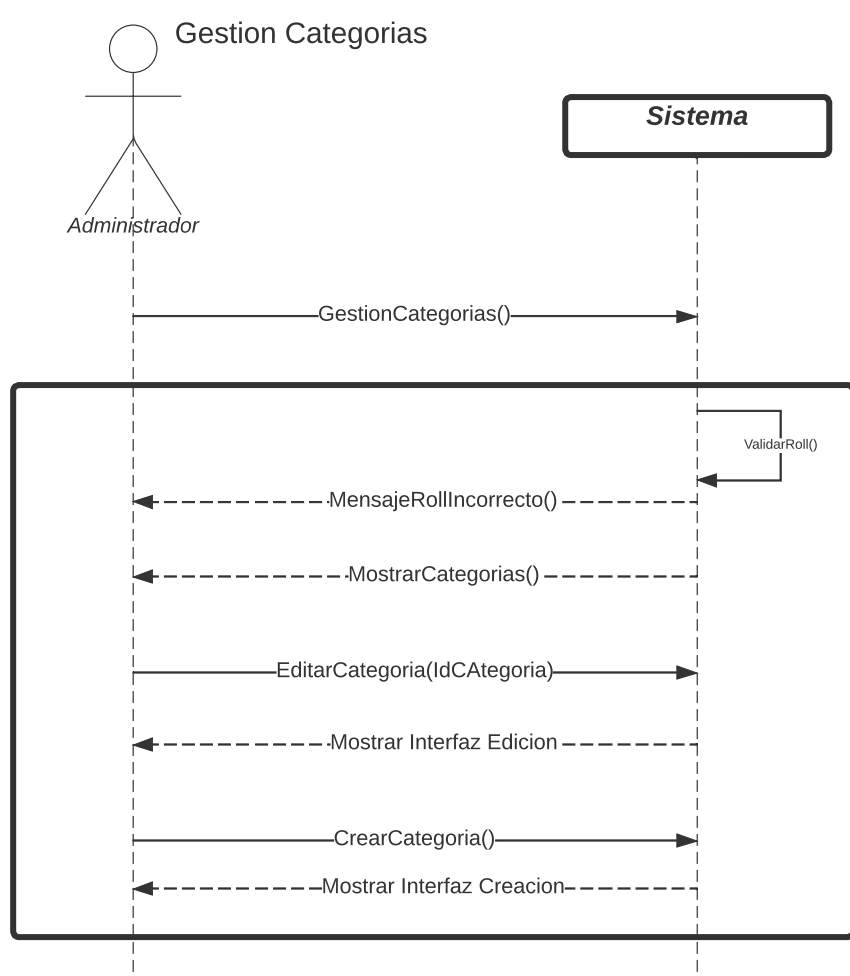 Gestion Categorias
Sistema
Administrador
GestionCategorias()
ValidarRoll()
MensajeRollIncorrecto()
MostrarCategorias()
EditarCategoria(IdCAtegoria)
Mostrar Interfaz Edicion
CrearCategoria()
Mostrar Interfaz Creacion